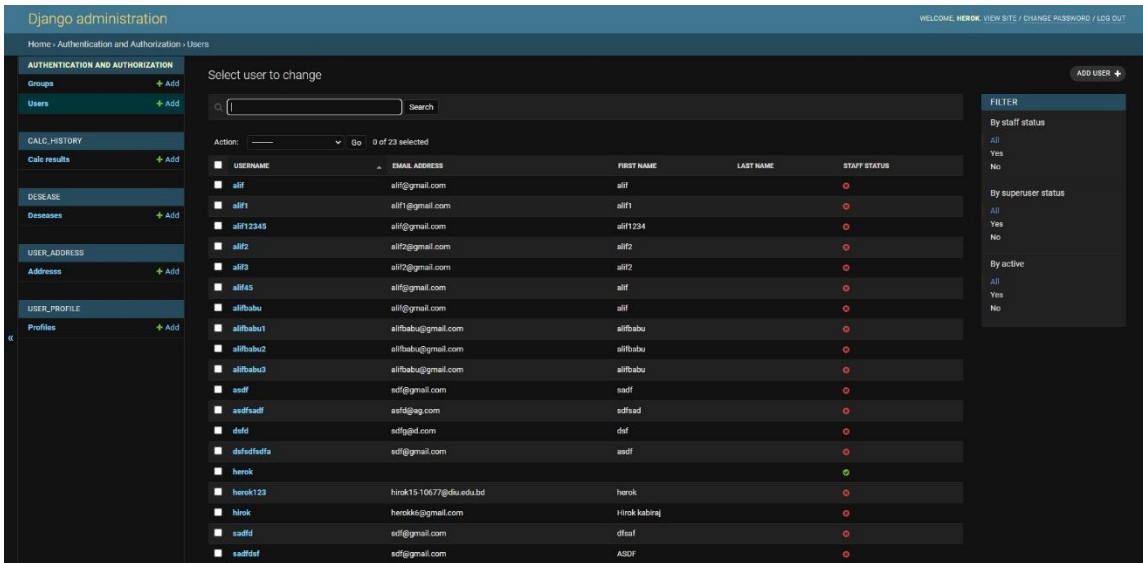 Django administration
WELCOME, HEROK. VIEW SITE / CHANGE PASSWORD / LOG OUT
Home › Authentication and Authorization › Users
AUTHENTICATION AND AUTHORIZATION
Groups + Add
Users + Add
CALC_HISTORY
Calc results + Add
DESEASE
Deseases + Add
USER_ADDRESS
Addresss + Add
USER_PROFILE
Profiles + Add
«
Select user to change
ADD USER +
Search
Action: ------ Go 0 of 23 selected
USERNAME EMAIL ADDRESS FIRST NAME LAST NAME STAFF STATUS
alif alif@gmail.com alif
alif1 alif1@gmail.com alif1
alif12345 alif@gmail.com alif1234
alif2 alif2@gmail.com alif2
alif3 alif2@gmail.com alif2
alif45 alif@gmail.com alif
alifbabu alif@gmail.com alif
alifbabu1 alifbabu@gmail.com alifbabu
alifbabu2 alifbabu@gmail.com alifbabu
alifbabu3 alifbabu@gmail.com alifbabu
asdf sdf@gmail.com sadf
asdfsadf asfd@ag.com sdfsad
dsfd sdfg@d.com dsf
dsfsdfsdfa sdf@gmail.com asdf
herok
herok123 hirok15-10677@diu.edu.bd herok
hirok herokk6@gmail.com Hirok kabiraj
sadfd sdf@gmail.com dfsaf
sadfdsf sdf@gmail.com ASDF
FILTER
By staff status
All
Yes
No
By superuser status
All
Yes
No
By active
All
Yes
No